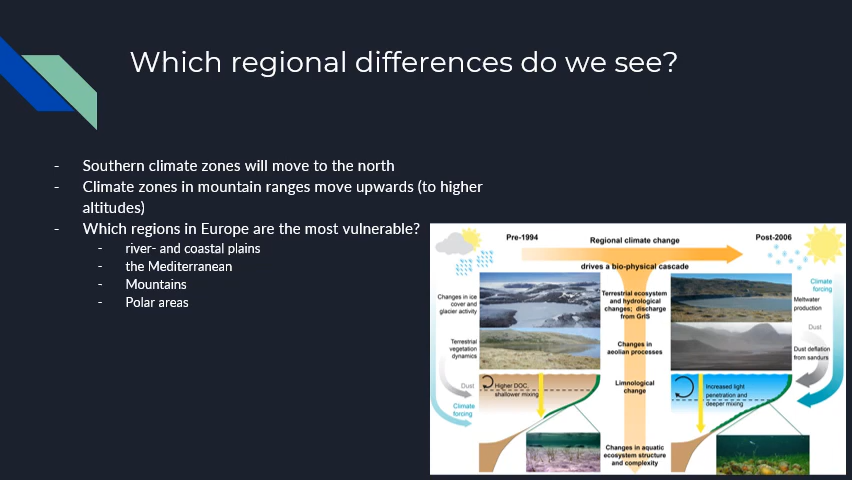 Which regional differences do we see?
- Southern climate zones will move to the north
- Climate zones in mountain ranges move upwards (to higher
altitudes)
- Which regions in Europe are the most vulnerable?
- river- and coastal plains
- the Mediterranean
- Mountains
- Polar areas
Pre-1994
Regional climate change
Post-2006
drives a bio-physical cascade
Changes in ice
cover and
glacier activity
Terrestrial ecosystem
and hydrological
changes; discharge
from GrIS
Climate
forcing
Meltwater
production
Terrestrial
vegetation
dynamics
Changes in
aeolian processes
Dust
Dust deflation
from sandurs
Dust
Climate
forcing
Higher DOC,
shallower mixing
Limnological
change
Increased light
penetration and
deeper mixing
Changes in aquatic
ecosystem structure
and complexity